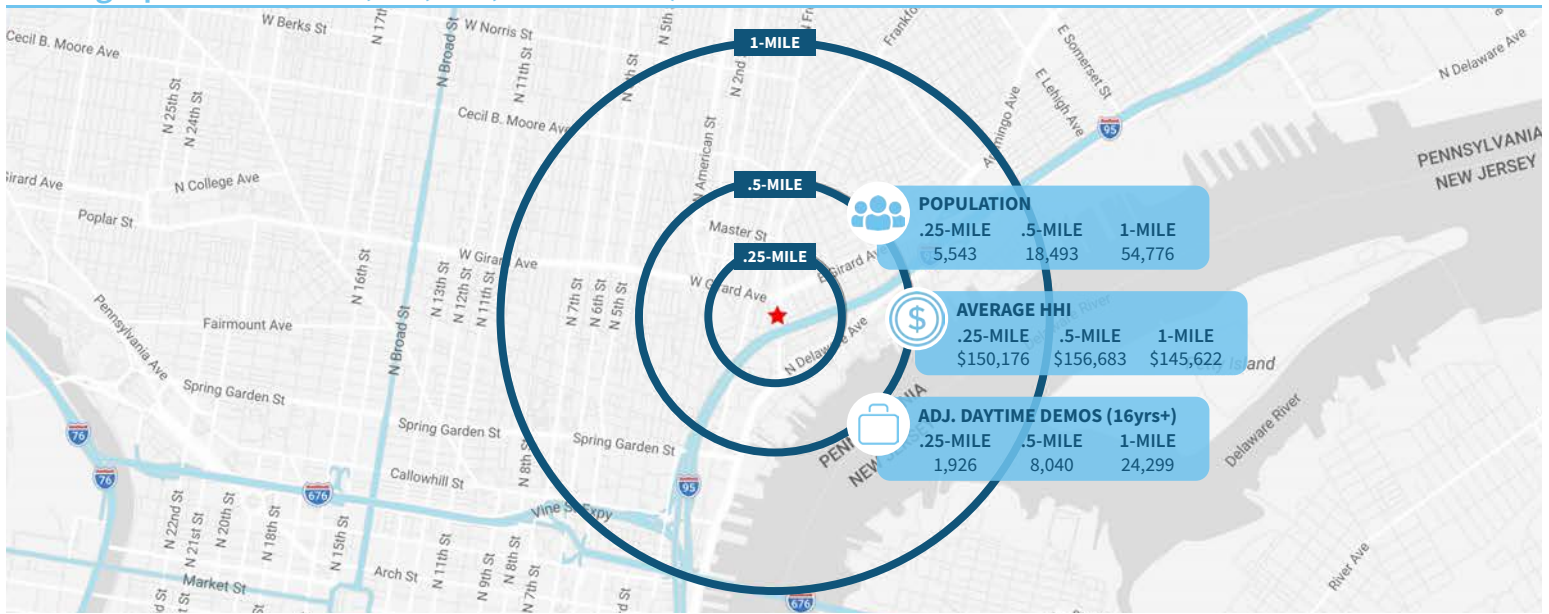 W Berks St
N 17th
N Broad St
W Norris St
N 5th
N Fr
Frankfo
1-MILE
Cecil B. Moore Ave
N 11th St
N 2nd
E Somerset St
N Delaware Ave
N 25th St
N 24th St
Cecil B. Moore Ave
E Lehigh Ave
95
N American St
PENNSYLVANIA
NEW JERSEY
Girard Ave
N College Ave
.5-MILE
Poplar St
Master St
POPULATION
.25-MILE .5-MILE 1-MILE
5,543 18,493 54,776
W Girard Ave
.25-MILE
E Girard Ave
N 16th St
N 13th St
N 12th St
N 11th St
N 7th St
N 6th St
N 5th St
W Girard Ave
Pennsylvania Ave
Fairmount Ave
N Broad St
N Delaware Ave
$
AVERAGE HHI
.25-MILE .5-MILE 1-MILE
$150,176 $156,683 $145,622
Island
Spring Garden St
Spring Garden St
Spring Garden St
ADJ. DAYTIME DEMOS (16yrs+)
.25-MILE .5-MILE 1-MILE
1,926 8,040 24,299
Delaware River
76
76
Callowhill St
N 8th St
676
95
Vine St Expy
N 22nd St
N 21st St
N 20th St
N 18th St
N 15th St
Arch St
N 11th St
N 9th St
N 8th St
N 7th St
Market St
River Ave
676